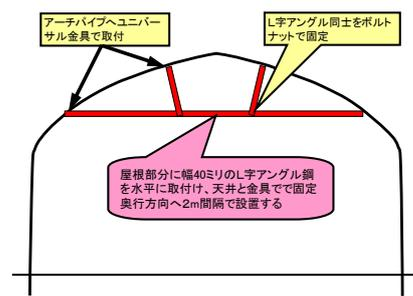 アーチパイプへユニバー
サル金具で取付
L字アングル同士をボルト
ナットで固定
屋根部分に幅40ミリのL字アングル鋼
を水平に取付け、天井と金具でで固定
奥行方向へ2m間隔で設置する